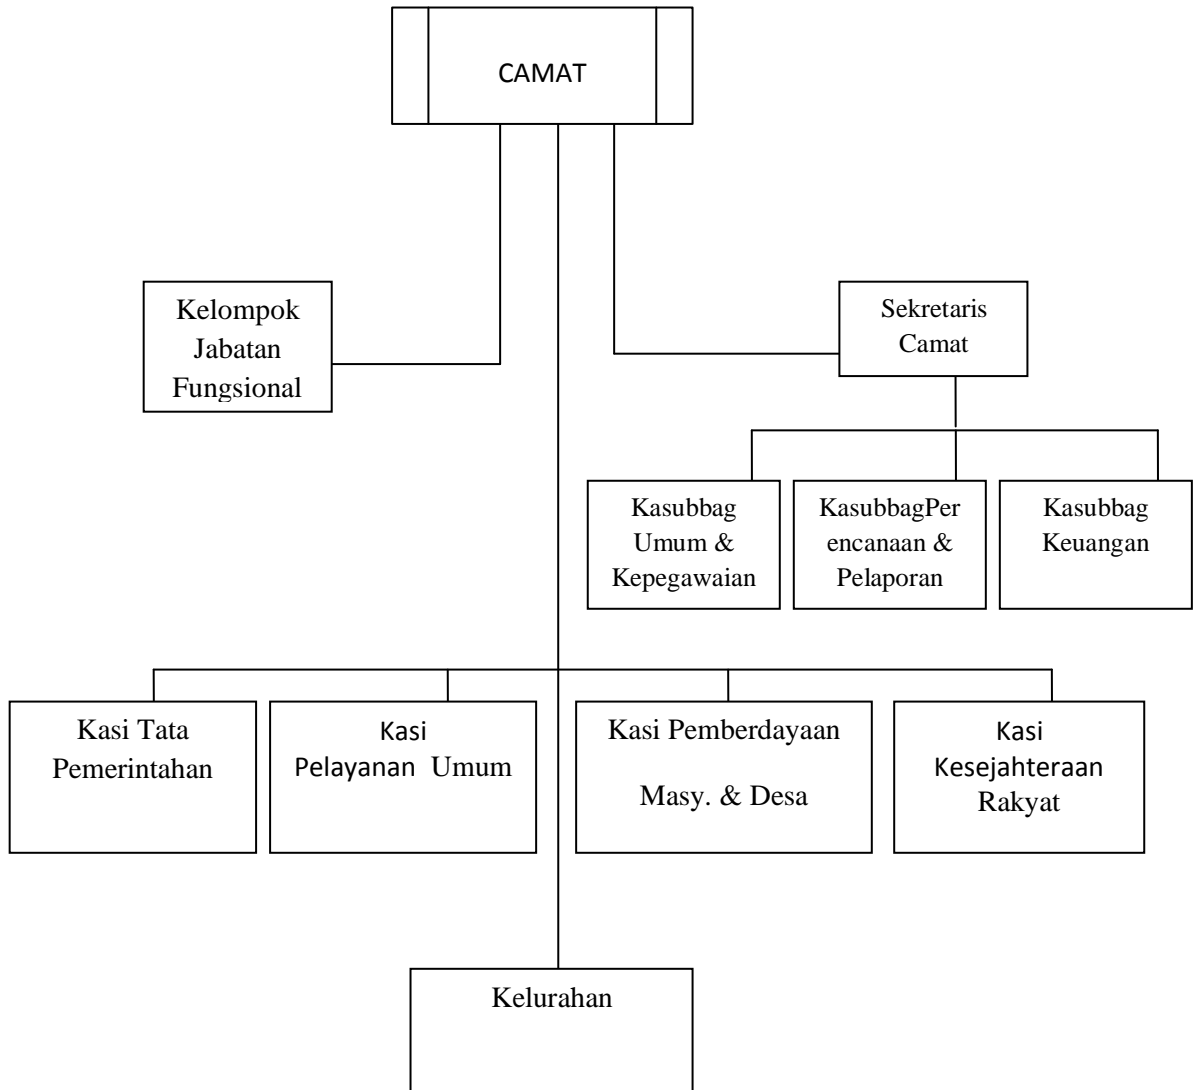 CAMAT
Kelompok
Jabatan
Fungsional
Sekretaris
Camat
Kasubbag
Umum &
Kepegawaian
KasubbagPer
encanaan &
Pelaporan
Kasubbag
Keuangan
Kasi Tata
Pemerintahan
Kasi
Pelayanan Umum
Kasi Pemberdayaan
Masy. & Desa
Kasi
Kesejahteraan
Rakyat
Kelurahan